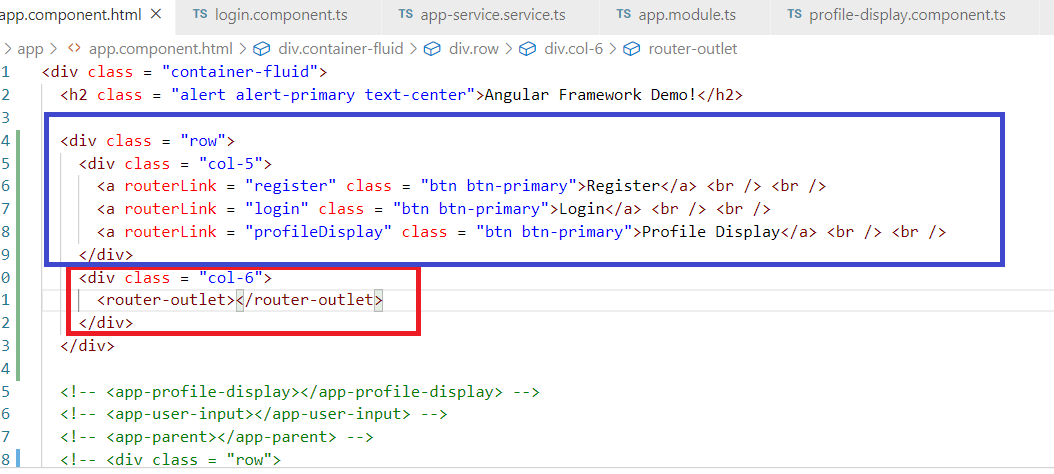 app.component.html × TS login.component.ts TS app-service.service.ts TS app.module.ts TS profile-display.component.ts
> app > <> app.component.html > div.container-fluid > div.row > div.col-6 > router-outlet
1 <div class = "container-fluid">
2 <h2 class = "alert alert-primary text-center">Angular Framework Demo!</h2>
3
4 <div class = "row">
5 <div class = "col-5">
6 <a routerLink = "register" class = "btn btn-primary">Register</a> <br /> <br />
7 <a routerLink = "login" class = "btn btn-primary">Login</a> <br /> <br />
8 <a routerLink = "profileDisplay" class = "btn btn-primary">Profile Display</a> <br /> <br />
9 </div>
0 <div class = "col-6">
1 <router-outlet></router-outlet>
2 </div>
3 </div>
4
5 <!-- <app-profile-display></app-profile-display> -->
6 <!-- <app-user-input></app-user-input> -->
7 <!-- <app-parent></app-parent> -->
8 <!-- <div class = "row">